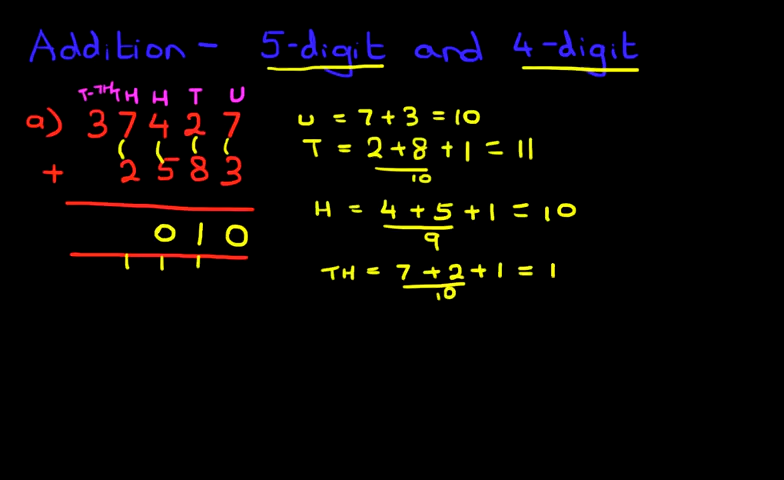 Addition - 5-digit and 4-digit
T-TH TH H T U
a) 3 7 4 2 7
+ 2 5 8 3
0 1 0
1 1 1
U = 7 + 3 = 10
T = 2 + 8 + 1 = 11
10
H = 4 + 5 + 1 = 10
9
TH = 7 + 2 + 1 = 1
10